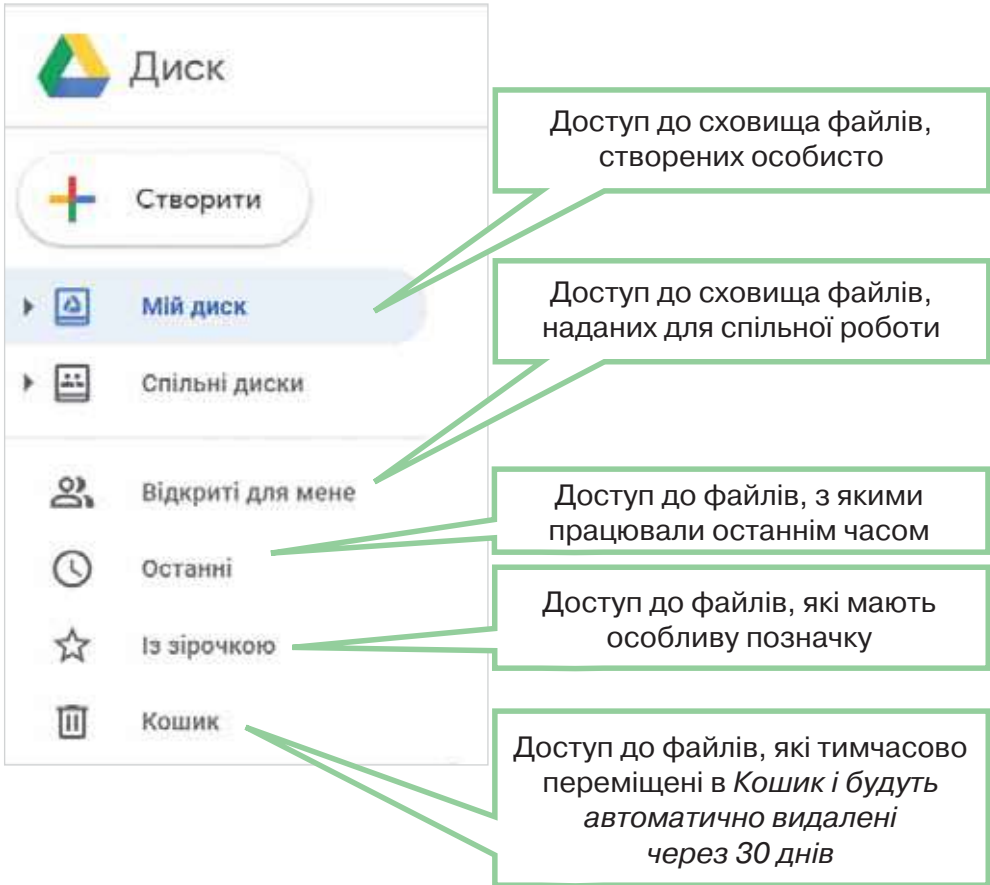 Диск
Доступ до сховища файлів,
створених особисто
Створити
Мій диск
Доступ до сховища файлів,
наданих для спільної роботи
Спільні диски
Відкриті для мене
Доступ до файлів, з якими
працювали останнім часом
Останні
Доступ до файлів, які мають
особливу позначку
Із зірочкою
Кошик
Доступ до файлів, які тимчасово
переміщені в Кошик і будуть
автоматично видалені
через 30 днів